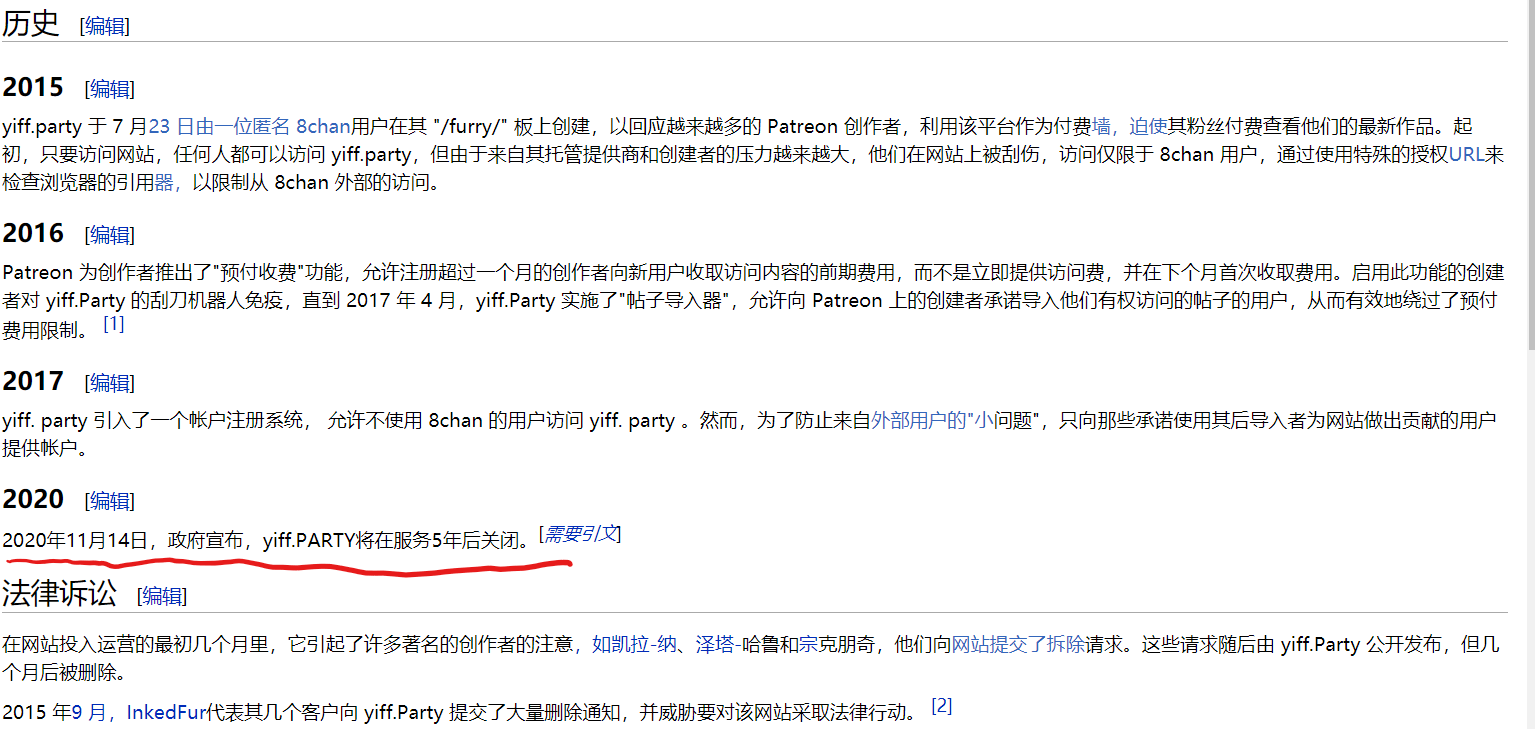 历史 [编辑]
2015 [编辑]
yiff.party 于 7 月23 日由一位匿名 8chan用户在其 "/furry/" 板上创建，以回应越来越多的 Patreon 创作者，利用该平台作为付费墙，迫使其粉丝付费查看他们的最新作品。起
初，只要访问网站，任何人都可以访问 yiff.party，但由于来自其托管提供商和创建者的压力越来越大，他们在网站上被刮伤，访问仅限于 8chan 用户，通过使用特殊的授权URL来
检查浏览器的引用器，以限制从 8chan 外部的访问。
2016 [编辑]
Patreon 为创作者推出了"预付收费"功能，允许注册超过一个月的创作者向新用户收取访问内容的前期费用，而不是立即提供访问费，并在下个月首次收取费用。启用此功能的创建
者对 yiff.Party 的刮刀机器人免疫，直到 2017 年 4 月，yiff.Party 实施了"帖子导入器"，允许向 Patreon 上的创建者承诺导入他们有权访问的帖子的用户，从而有效地绕过了预付
费用限制。 [1]
2017 [编辑]
yiff. party 引入了一个帐户注册系统， 允许不使用 8chan 的用户访问 yiff. party 。然而，为了防止来自外部用户的"小问题"，只向那些承诺使用其后导入者为网站做出贡献的用户
提供帐户。
2020 [编辑]
2020年11月14日，政府宣布，yiff.PARTY将在服务5年后关闭。[需要引文]
法律诉讼 [编辑]
在网站投入运营的最初几个月里，它引起了许多著名的创作者的注意，如凯拉-纳、泽塔-哈鲁和宗克朋奇，他们向网站提交了拆除请求。这些请求随后由 yiff.Party 公开发布，但几
个月后被删除。
2015 年9 月，InkedFur代表其几个客户向 yiff.Party 提交了大量删除通知，并威胁要对该网站采取法律行动。 [2]